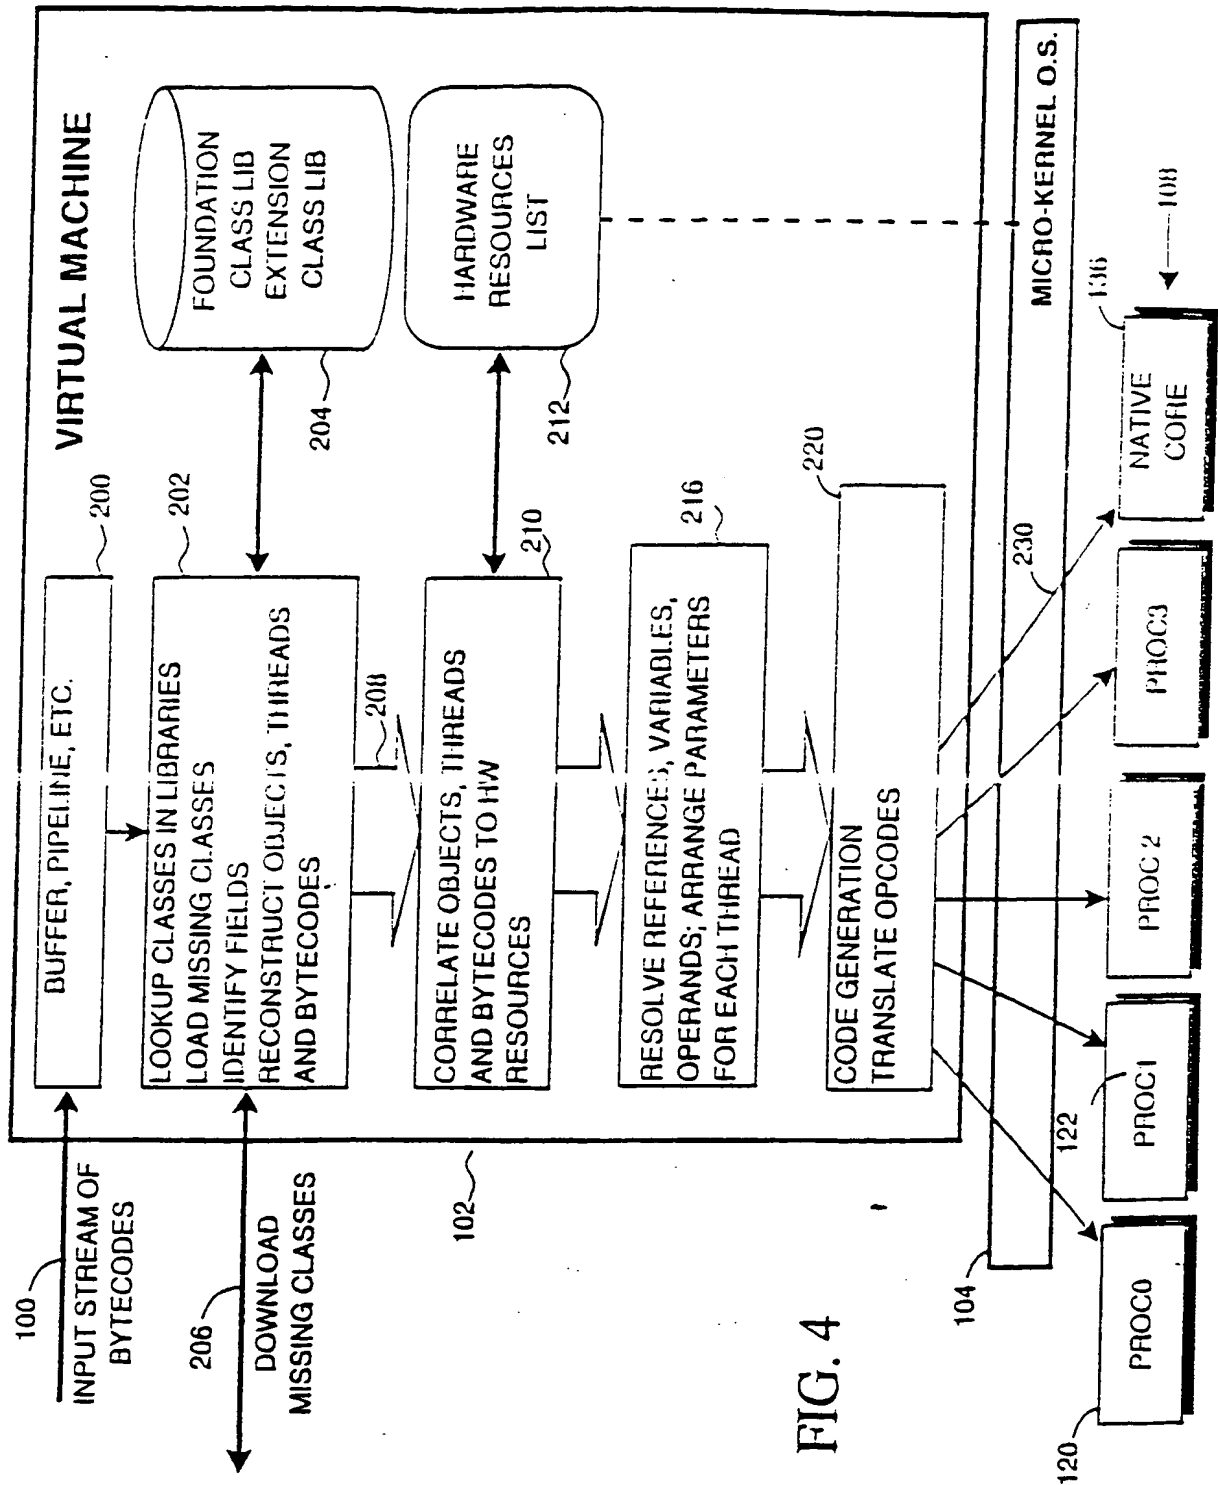 VIRTUAL MACHINE
100
INPUT STREAM OF
BYTECODES
BUFFER, PIPELINE, ETC.
200
206
DOWNLOAD
MISSING CLASSES
LOOKUP CLASSES IN LIBRARIES
LOAD MISSING CLASSES
IDENTIFY FIELDS
RECONSTRUCT OBJECTS, THREADS
AND BYTECODES
202
FOUNDATION
CLASS LIB
EXTENSION
CLASS LIB
204
208
CORRELATE OBJECTS, THREADS
AND BYTECODES TO HW
RESOURCES
210
HARDWARE
RESOURCES
LIST
212
102
RESOLVE REFERENCES, VARIABLES,
OPERANDS; ARRANGE PARAMETERS
FOR EACH THREAD
216
CODE GENERATION
TRANSLATE OPCODES
220
104
230
MICRO-KERNEL O.S.
120
PROC0
122
PROC1
PROC 2
PROC3
NATIVE
CORE
136
108
FIG. 4